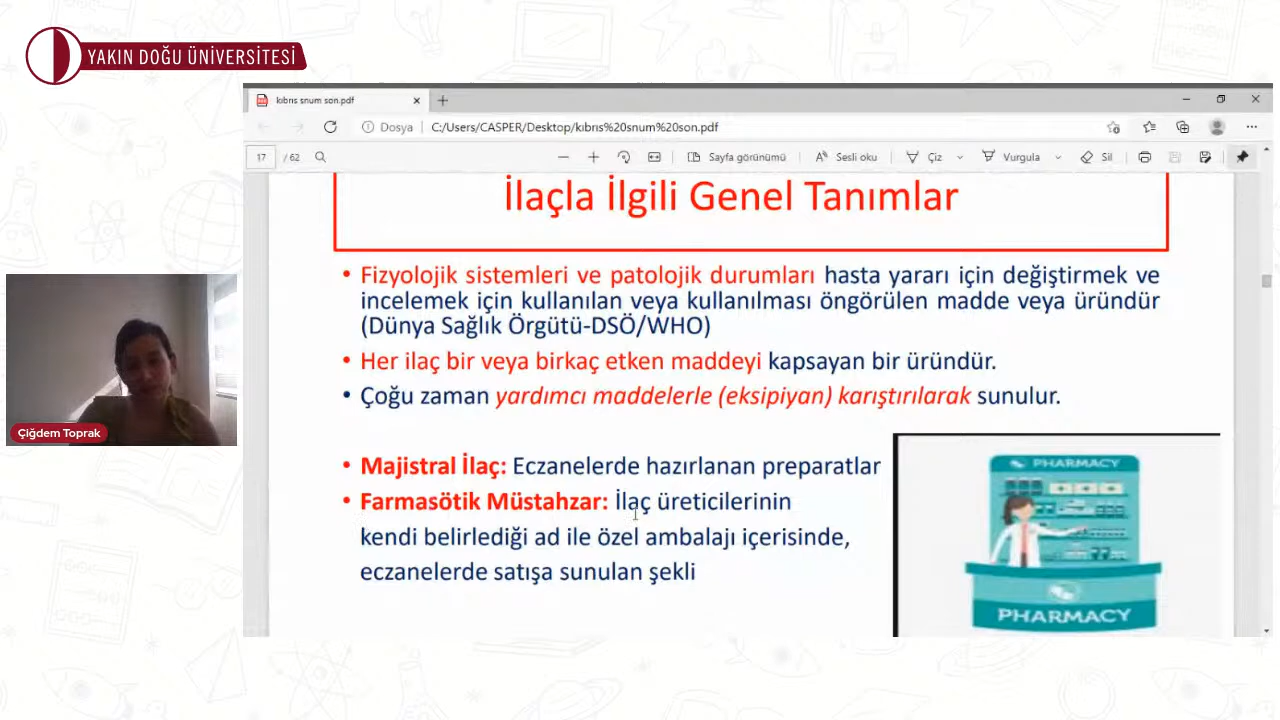 YAKIN DOĞU ÜNİVERSİTESİ
kıbrıs snum son.pdf
Dosya C:/Users/CASPER/Desktop/kıbrıs%20snum%20son.pdf
17 /62 Sayfa görünümü Sesli oku Çiz Vurgula Sil
İlaçla İlgili Genel Tanımlar
• Fizyolojik sistemleri ve patolojik durumları hasta yararı için değiştirmek ve
incelemek için kullanılan veya kullanılması öngörülen madde veya üründür
(Dünya Sağlık Örgütü-DSÖ/WHO)
• Her ilaç bir veya birkaç etken maddeyi kapsayan bir üründür.
• Çoğu zaman yardımcı maddelerle (eksipiyan) karıştırılarak sunulur.
• Majistral İlaç: Eczanelerde hazırlanan preparatlar
• Farmasötik Müstahzar: İlaç üreticilerinin
kendi belirlediği ad ile özel ambalajı içerisinde,
eczanelerde satışa sunulan şekli
PHARMACY
PHARMACY
Çiğdem Toprak